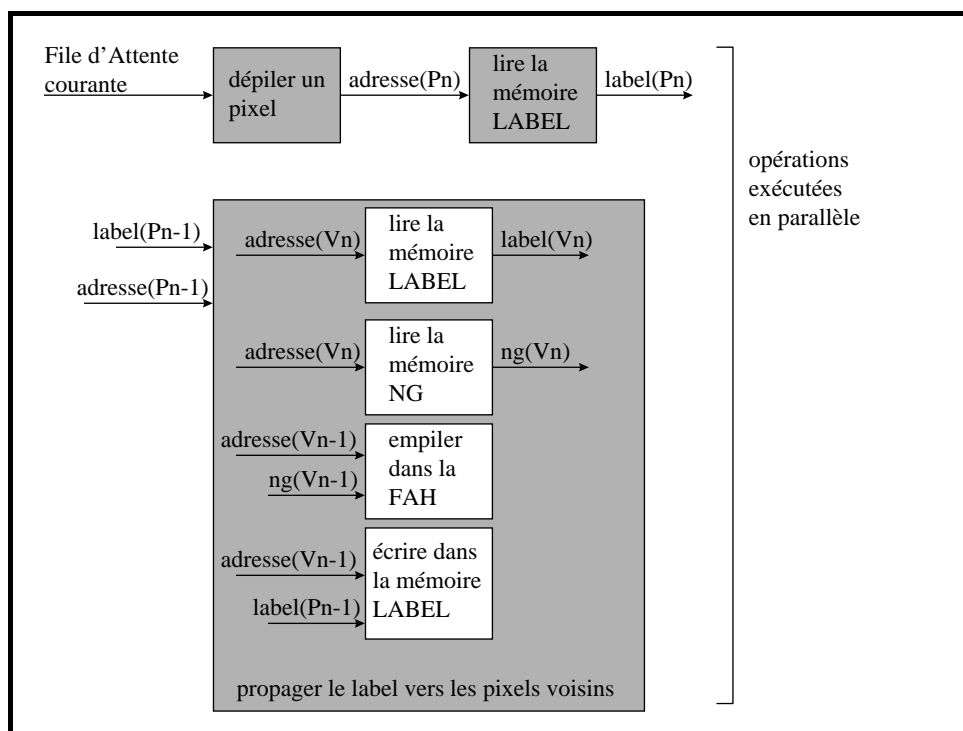 File d'Attente
courante
dépiler un
pixel
adresse(Pn)
lire la
mémoire
LABEL
label(Pn)
opérations
exécutées
en parallèle
label(Pn-1)
adresse(Pn-1)
adresse(Vn)
lire la
mémoire
LABEL
label(Vn)
adresse(Vn)
lire la
mémoire
NG
ng(Vn)
adresse(Vn-1)
ng(Vn-1)
empiler
dans la
FAH
adresse(Vn-1)
label(Pn-1)
écrire dans
la mémoire
LABEL
propager le label vers les pixels voisins